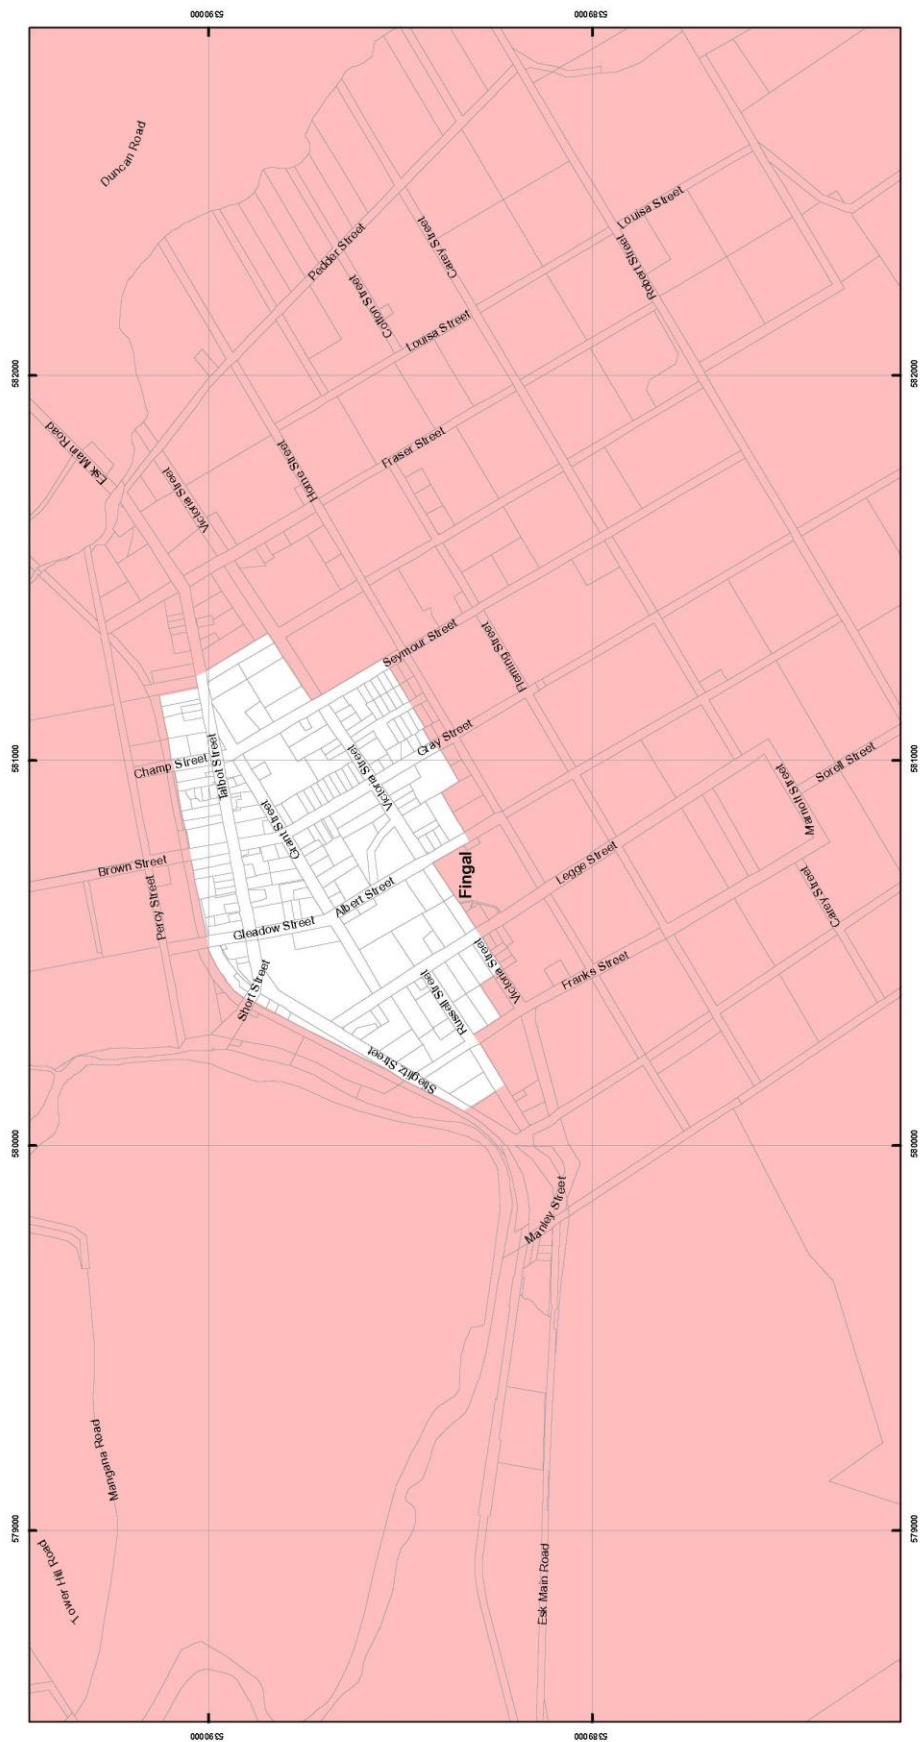 5390000
5389000
Duncan Road
Louisa Street
Pedder Street
Carey Street
Robert Street
Colton Street
Louisa Street
582000
582000
Esk Main Road
Fraser Street
Horne Street
Victoria Street
Seymour Street
Fleming Street
Gray Street
Champ Street
Talbot Street
Victoria Street
581000
581000
Sorell Street
Marriott Street
Grant Street
Brown Street
Legge Street
Fingal
Albert Street
Percy Street
Carey Street
Gleadow Street
Victoria Street
Franks Street
Short Street
Russell Street
Stieglitz Street
580000
580000
Manley Street
Mangana Road
579000
579000
Tower Hill Road
Esk Main Road
5390000
5389000